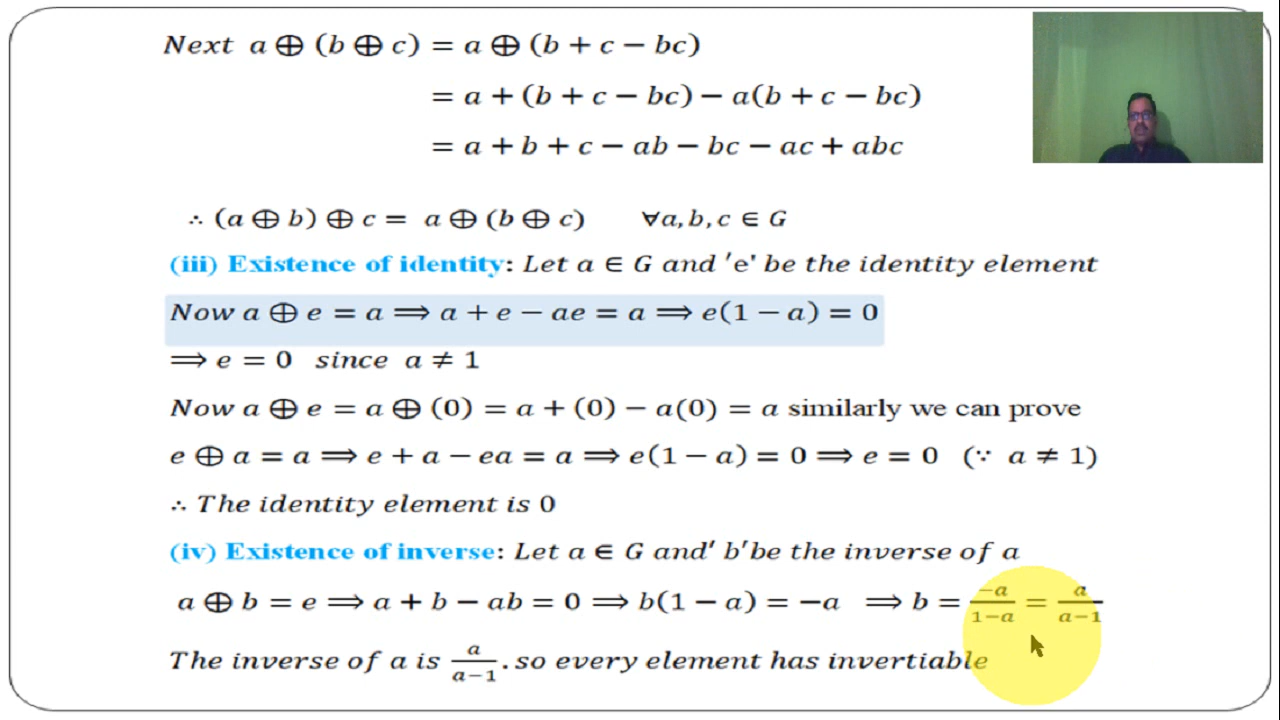 Next a ⊕ (b ⊕ c) = a ⊕ (b + c − bc)
= a + (b + c − bc) − a(b + c − bc)
= a + b + c − ab − bc − ac + abc
∴ (a ⊕ b) ⊕ c = a ⊕ (b ⊕ c) ∀a, b, c ∈ G
(iii) Existence of identity: Let a ∈ G and 'e' be the identity element
Now a ⊕ e = a ⟹ a + e − ae = a ⟹ e(1 − a) = 0
⟹ e = 0 since a ≠ 1
Now a ⊕ e = a ⊕ (0) = a + (0) − a(0) = a similarly we can prove
e ⊕ a = a ⟹ e + a − ea = a ⟹ e(1 − a) = 0 ⟹ e = 0 (∵ a ≠ 1)
∴ The identity element is 0
(iv) Existence of inverse: Let a ∈ G and' b'be the inverse of a
a ⊕ b = e ⟹ a + b − ab = 0 ⟹ b(1 − a) = −a ⟹ b = −a/1−a = a/a−1
The inverse of a is a/a−1 . so every element has invertiable